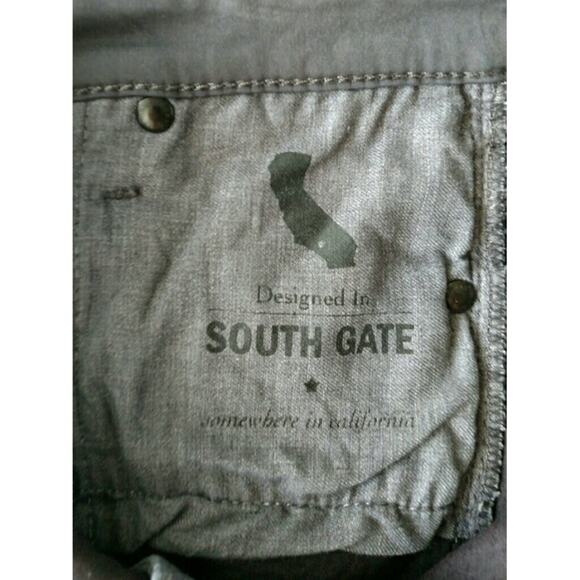 Designed In
SOUTH GATE
somewhere in california